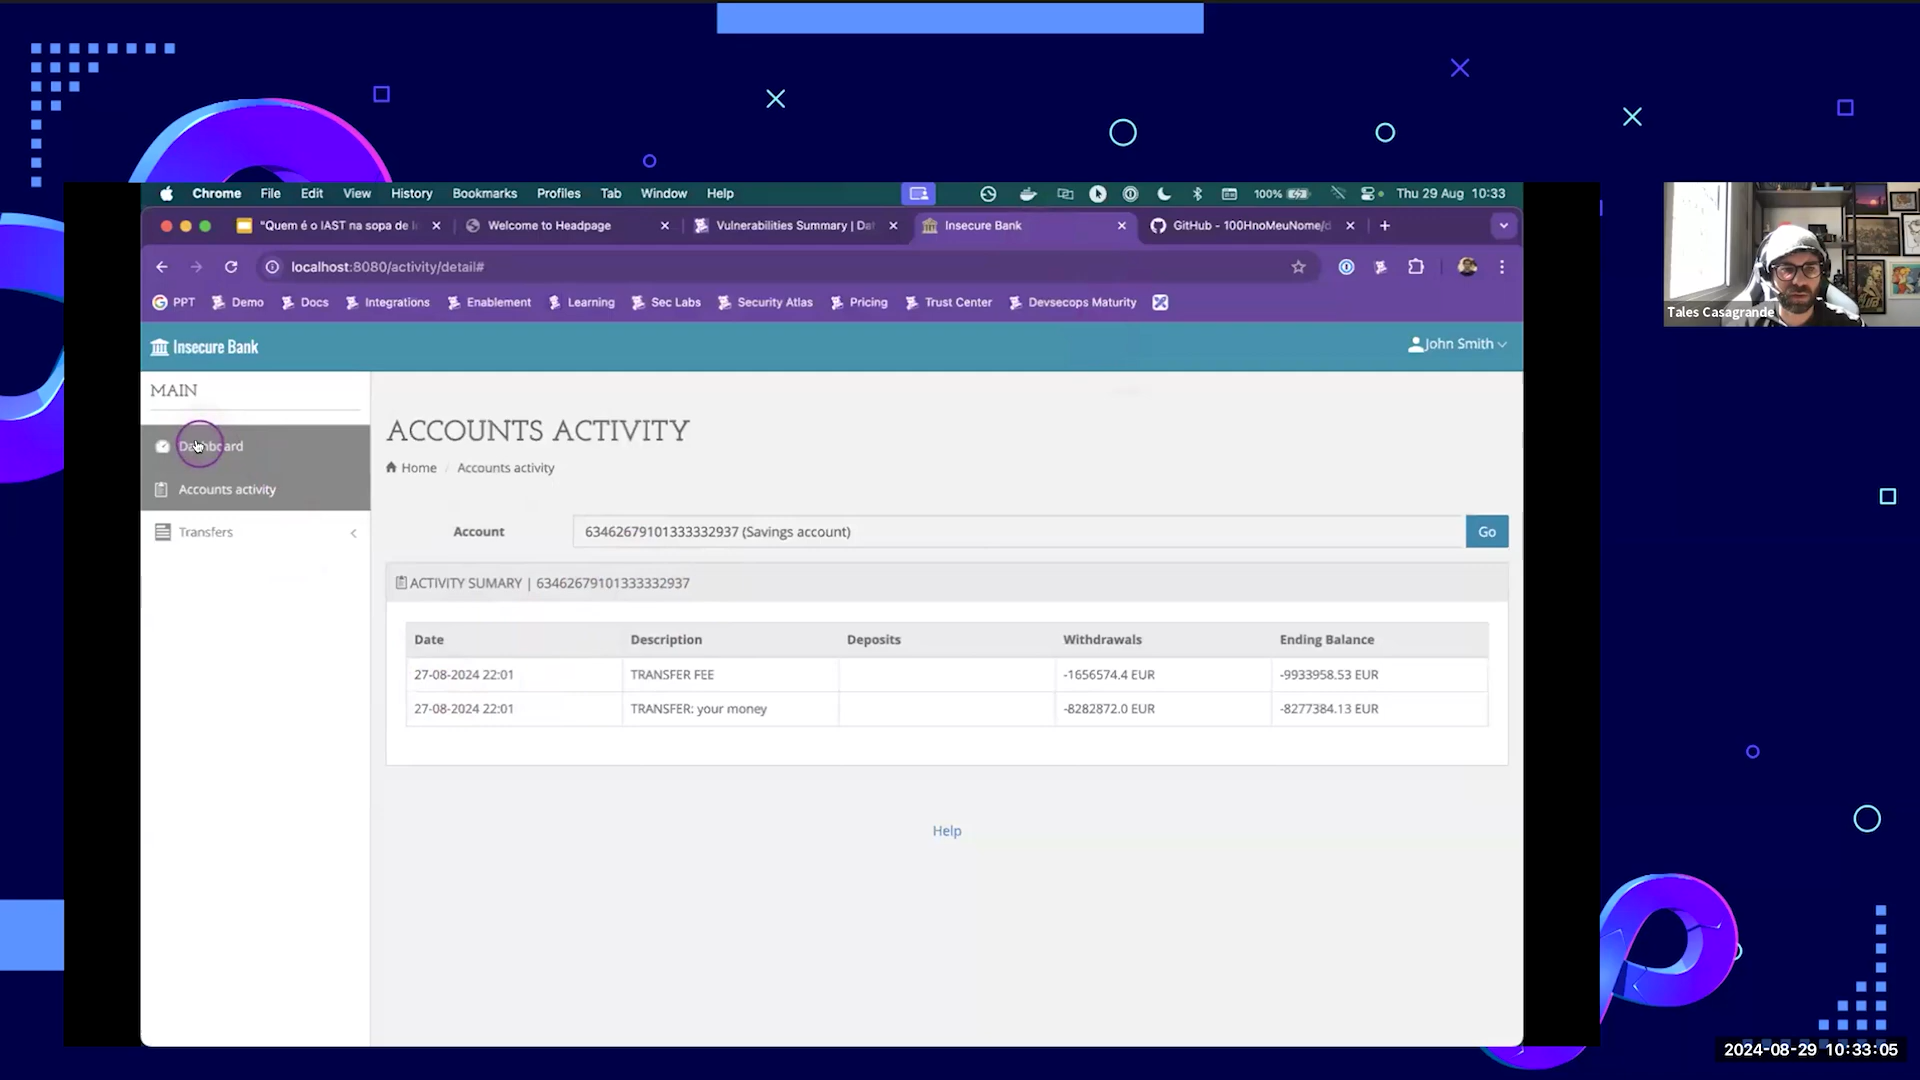 Chrome File Edit View History Bookmarks Profiles Tab Window Help 100% Thu 29 Aug 10:33
"Quem é o IAST na sopa de Welcome to Headpage Vulnerabilities Summary | Dat Insecure Bank GitHub - 100HnoMeuNome/d
localhost:8080/activity/detail#
PPT Demo Docs Integrations Enablement Learning Sec Labs Security Atlas Pricing Trust Center Devsecops Maturity
Insecure Bank John Smith
MAIN
Dashboard
Accounts activity
Transfers
ACCOUNTS ACTIVITY
Home / Accounts activity
Account 63462679101333332937 (Savings account) Go
ACTIVITY SUMARY | 63462679101333332937
Date Description Deposits Withdrawals Ending Balance
27-08-2024 22:01 TRANSFER FEE -1656574.4 EUR -9933958.53 EUR
27-08-2024 22:01 TRANSFER: your money -8282872.0 EUR -8277384.13 EUR
Help
Tales Casagrande
2024-08-29 10:33:05